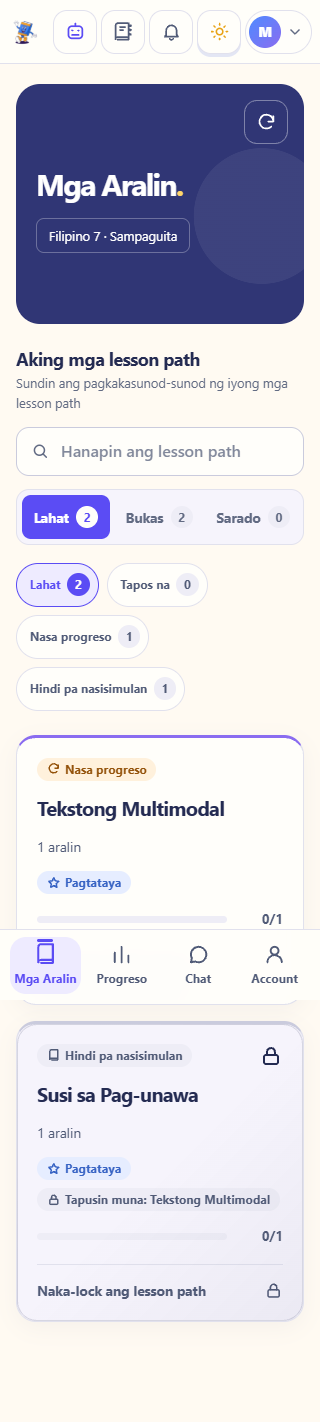 M
Mga Aralin.
Filipino 7 · Sampaguita
Aking mga lesson path
Sundin ang pagkakasunod-sunod ng iyong mga
lesson path
Hanapin ang lesson path
Lahat 2 Bukas 2 Sarado 0
Lahat 2 Tapos na 0
Nasa progreso 1
Hindi pa nasisimulan 1
Nasa progreso
Tekstong Multimodal
1 aralin
Pagtataya
0/1
Mga Aralin Progreso Chat Account
Hindi pa nasisimulan
Susi sa Pag-unawa
1 aralin
Pagtataya
Tapusin muna: Tekstong Multimodal
0/1
Naka-lock ang lesson path